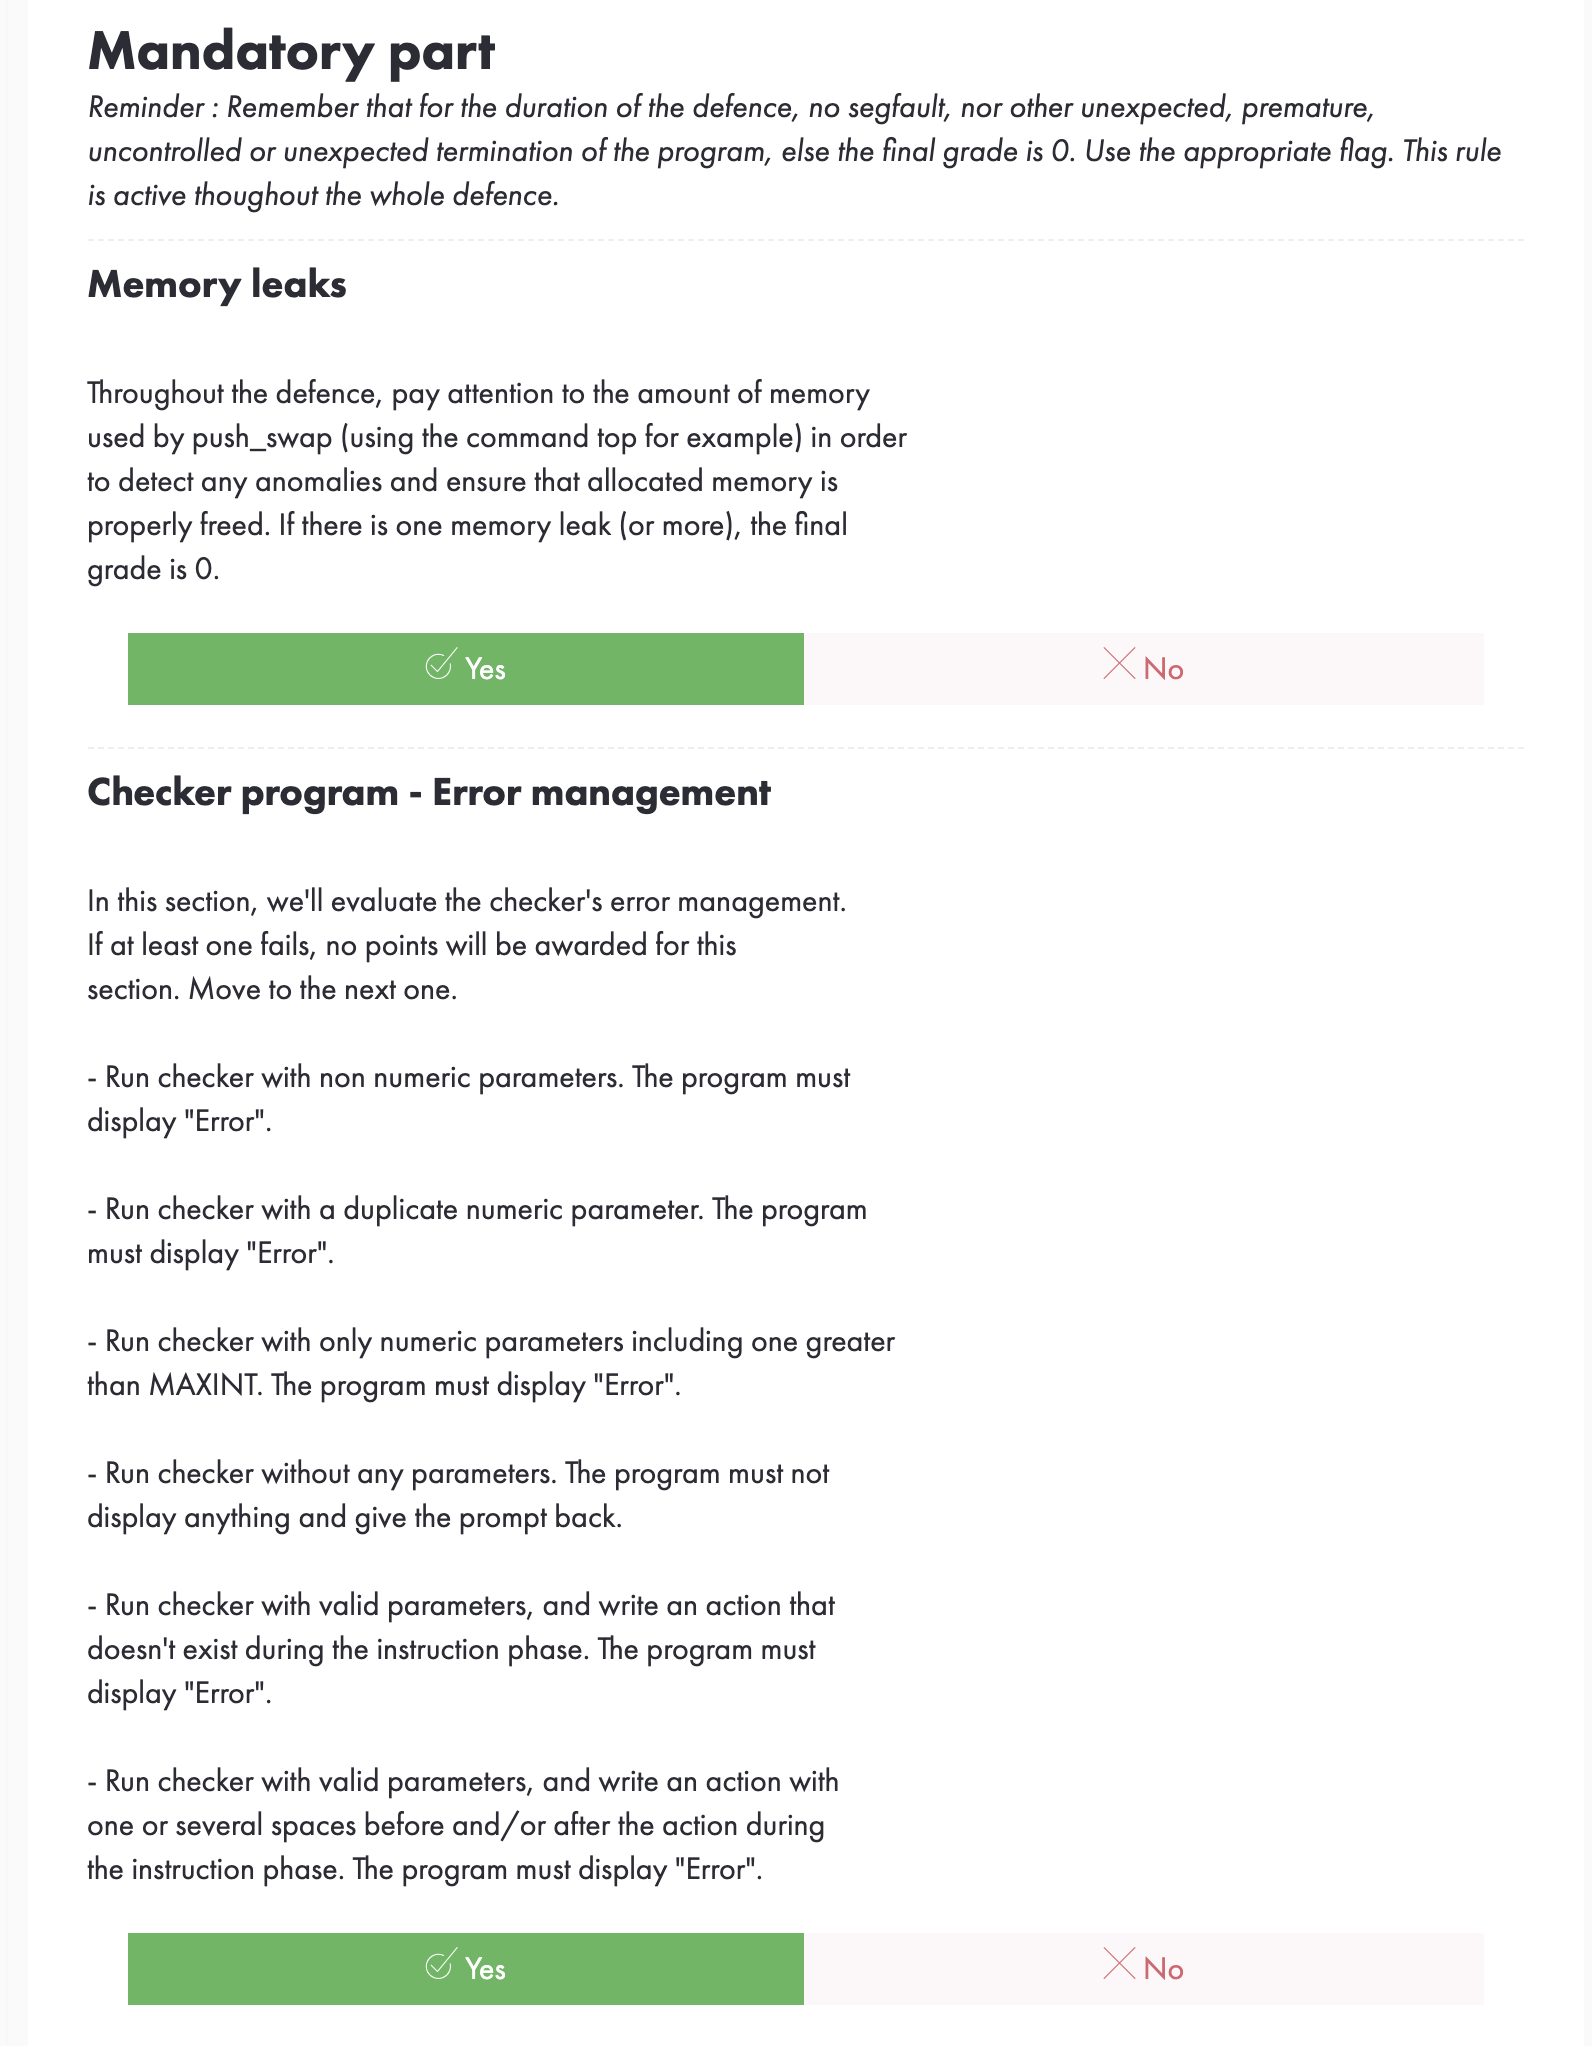 Mandatory part
Reminder : Remember that for the duration of the defence, no segfault, nor other unexpected, premature,
uncontrolled or unexpected termination of the program, else the final grade is 0. Use the appropriate flag. This rule
is active thoughout the whole defence.
Memory leaks
Throughout the defence, pay attention to the amount of memory
used by push_swap (using the command top for example) in order
to detect any anomalies and ensure that allocated memory is
properly freed. If there is one memory leak (or more), the final
grade is 0.
Yes
No
Checker program - Error management
In this section, we'll evaluate the checker's error management.
If at least one fails, no points will be awarded for this
section. Move to the next one.
- Run checker with non numeric parameters. The program must
display "Error".
- Run checker with a duplicate numeric parameter. The program
must display "Error".
- Run checker with only numeric parameters including one greater
than MAXINT. The program must display "Error".
- Run checker without any parameters. The program must not
display anything and give the prompt back.
- Run checker with valid parameters, and write an action that
doesn't exist during the instruction phase. The program must
display "Error".
- Run checker with valid parameters, and write an action with
one or several spaces before and/or after the action during
the instruction phase. The program must display "Error".
Yes
No